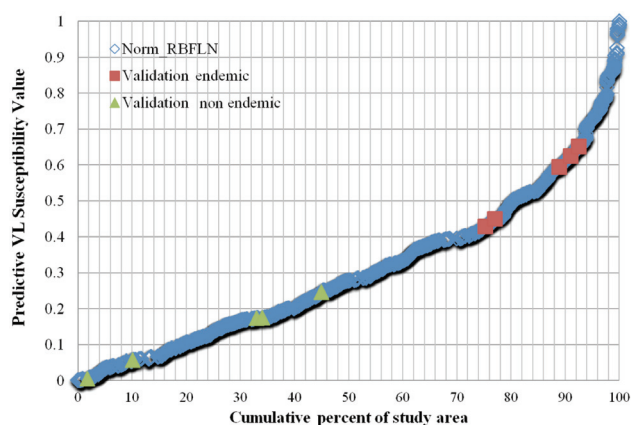 Norm_RBFLN
Validation endemic
Validation non endemic
Predictive VL Susceptibility Value
1
0.9
0.8
0.7
0.6
0.5
0.4
0.3
0.2
0.1
0
0 10 20 30 40 50 60 70 80 90 100
Cumulative percent of study area